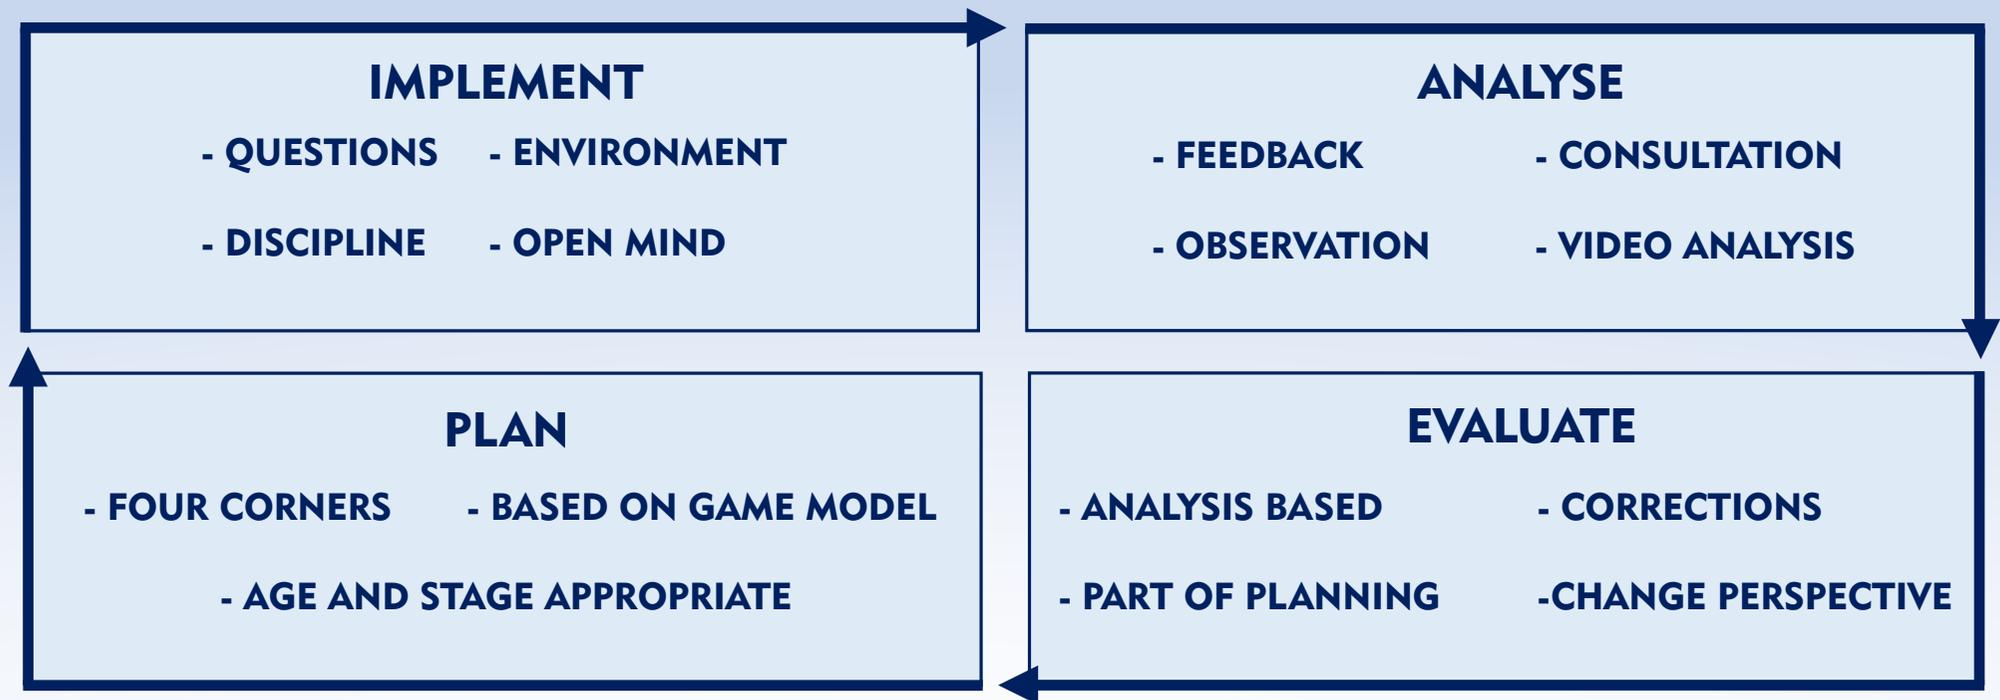 IMPLEMENT
- QUESTIONS - ENVIRONMENT
- DISCIPLINE - OPEN MIND
ANALYSE
- FEEDBACK - CONSULTATION
- OBSERVATION - VIDEO ANALYSIS
PLAN
- FOUR CORNERS - BASED ON GAME MODEL
- AGE AND STAGE APPROPRIATE
EVALUATE
- ANALYSIS BASED - CORRECTIONS
- PART OF PLANNING -CHANGE PERSPECTIVE